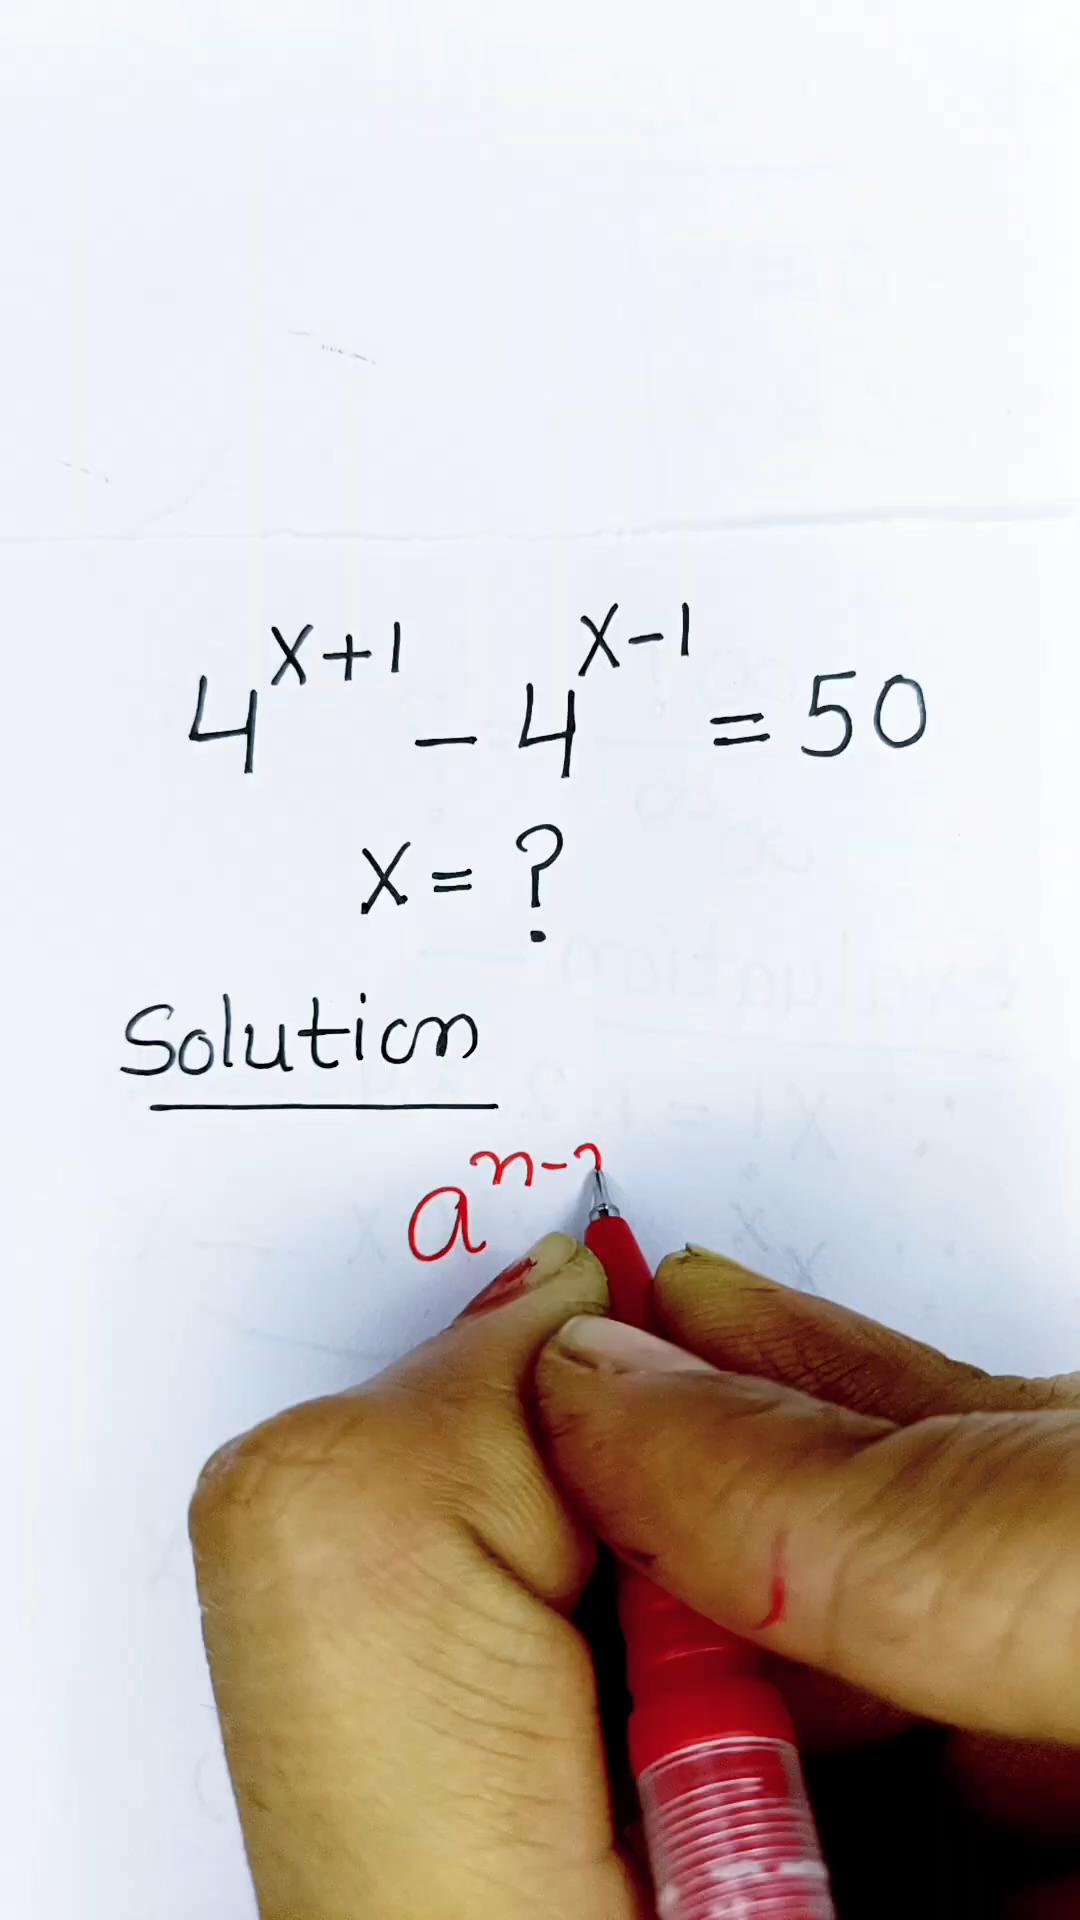 4^{x+1} - 4^{x-1} = 50
x = ?
Solution
a^{n-